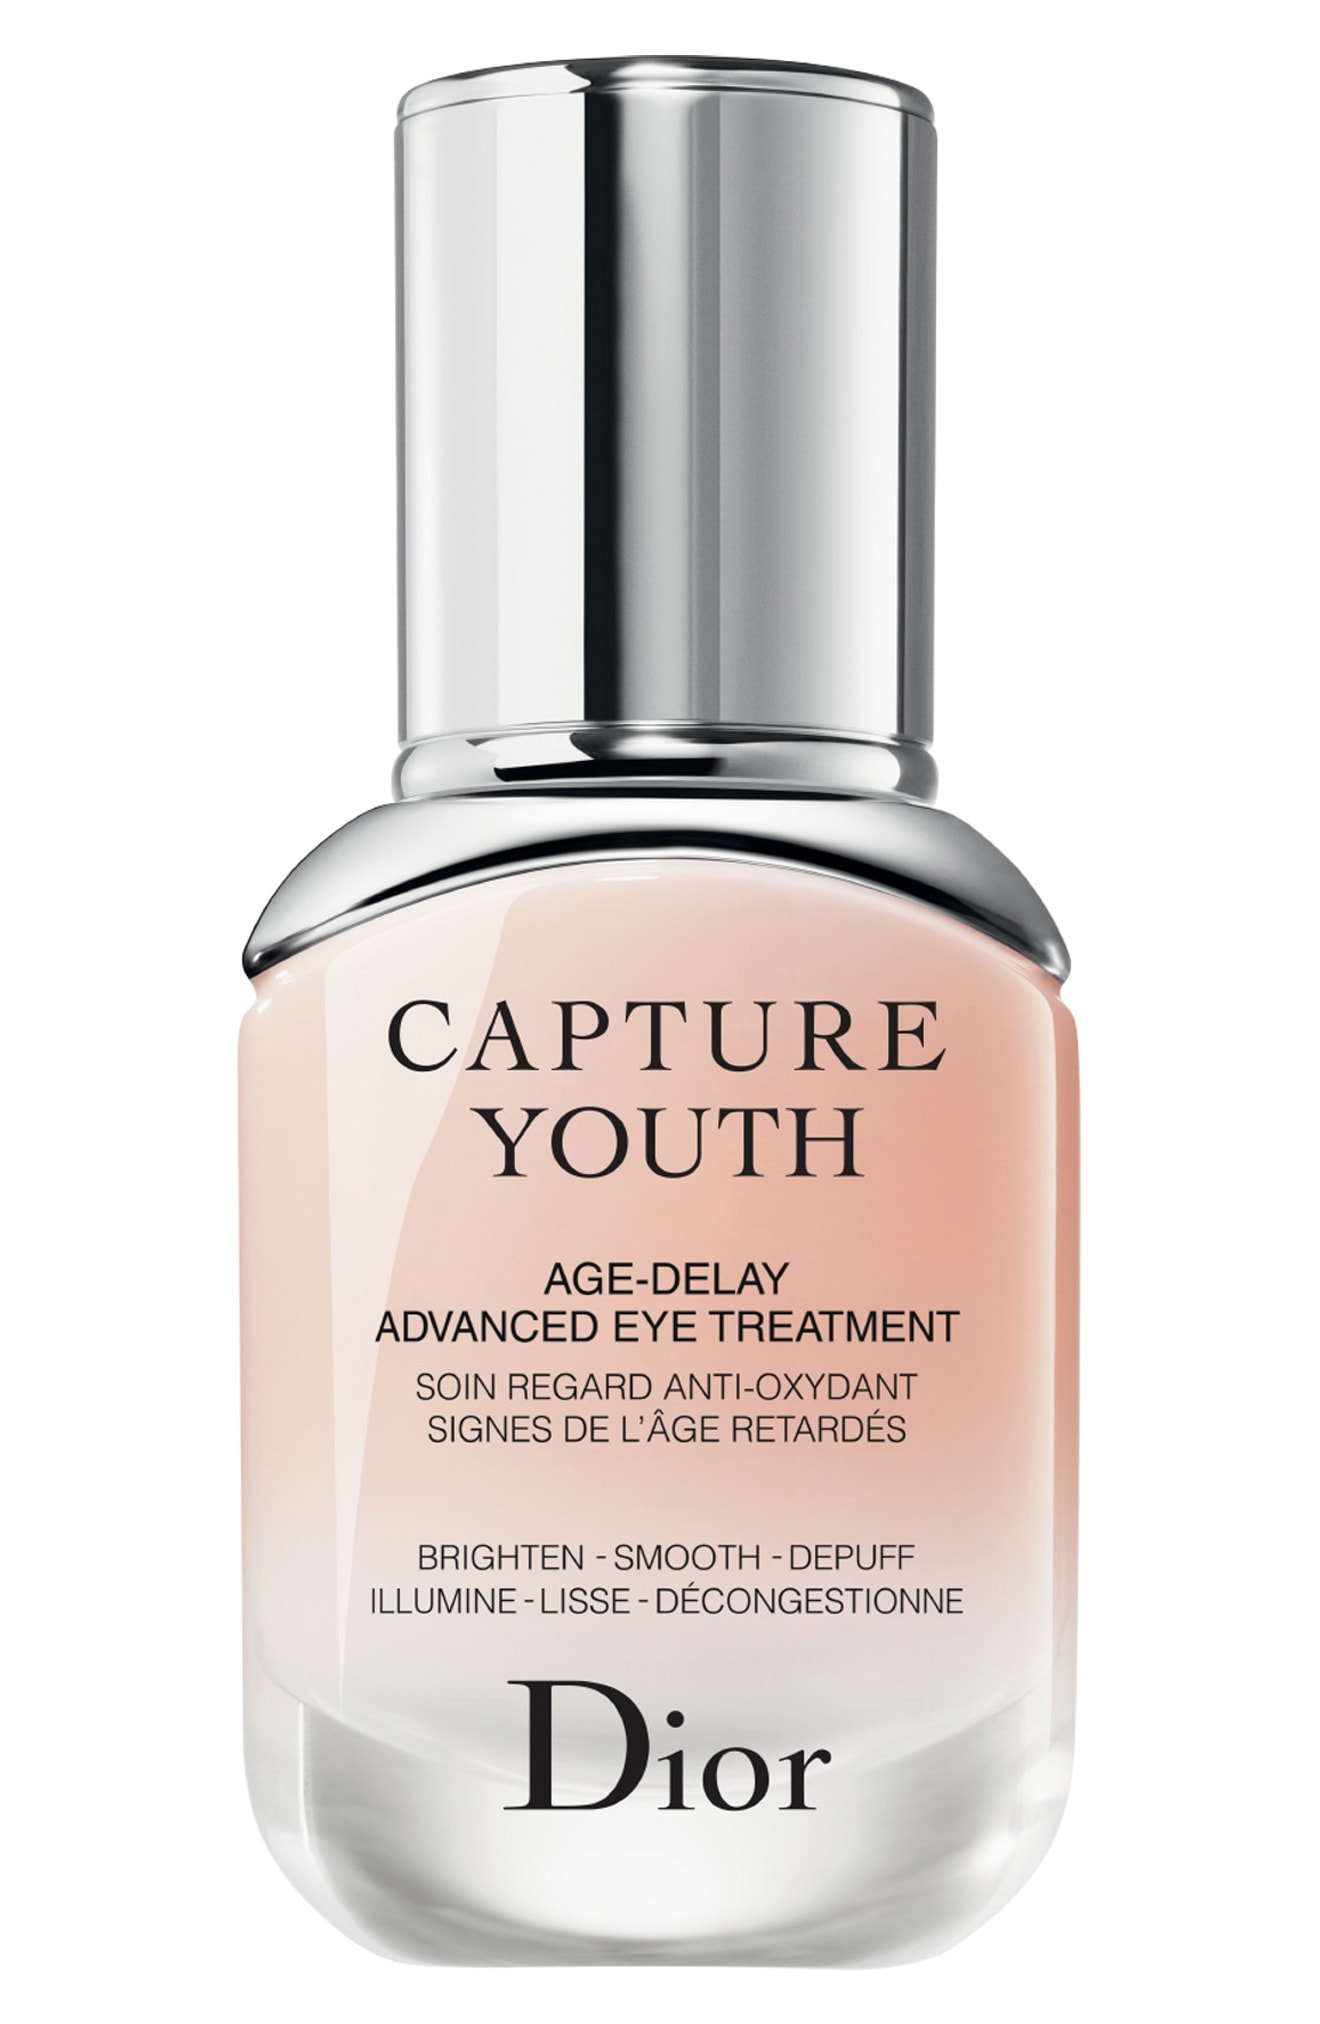 CAPTURE
YOUTH
AGE-DELAY
ADVANCED EYE TREATMENT
SOIN REGARD ANTI-OXYDANT
SIGNES DE L'ÂGE RETARDÉS
BRIGHTEN - SMOOTH - DEPUFF
ILLUMINE - LISSE - DÉCONGESTIONNE
Dior